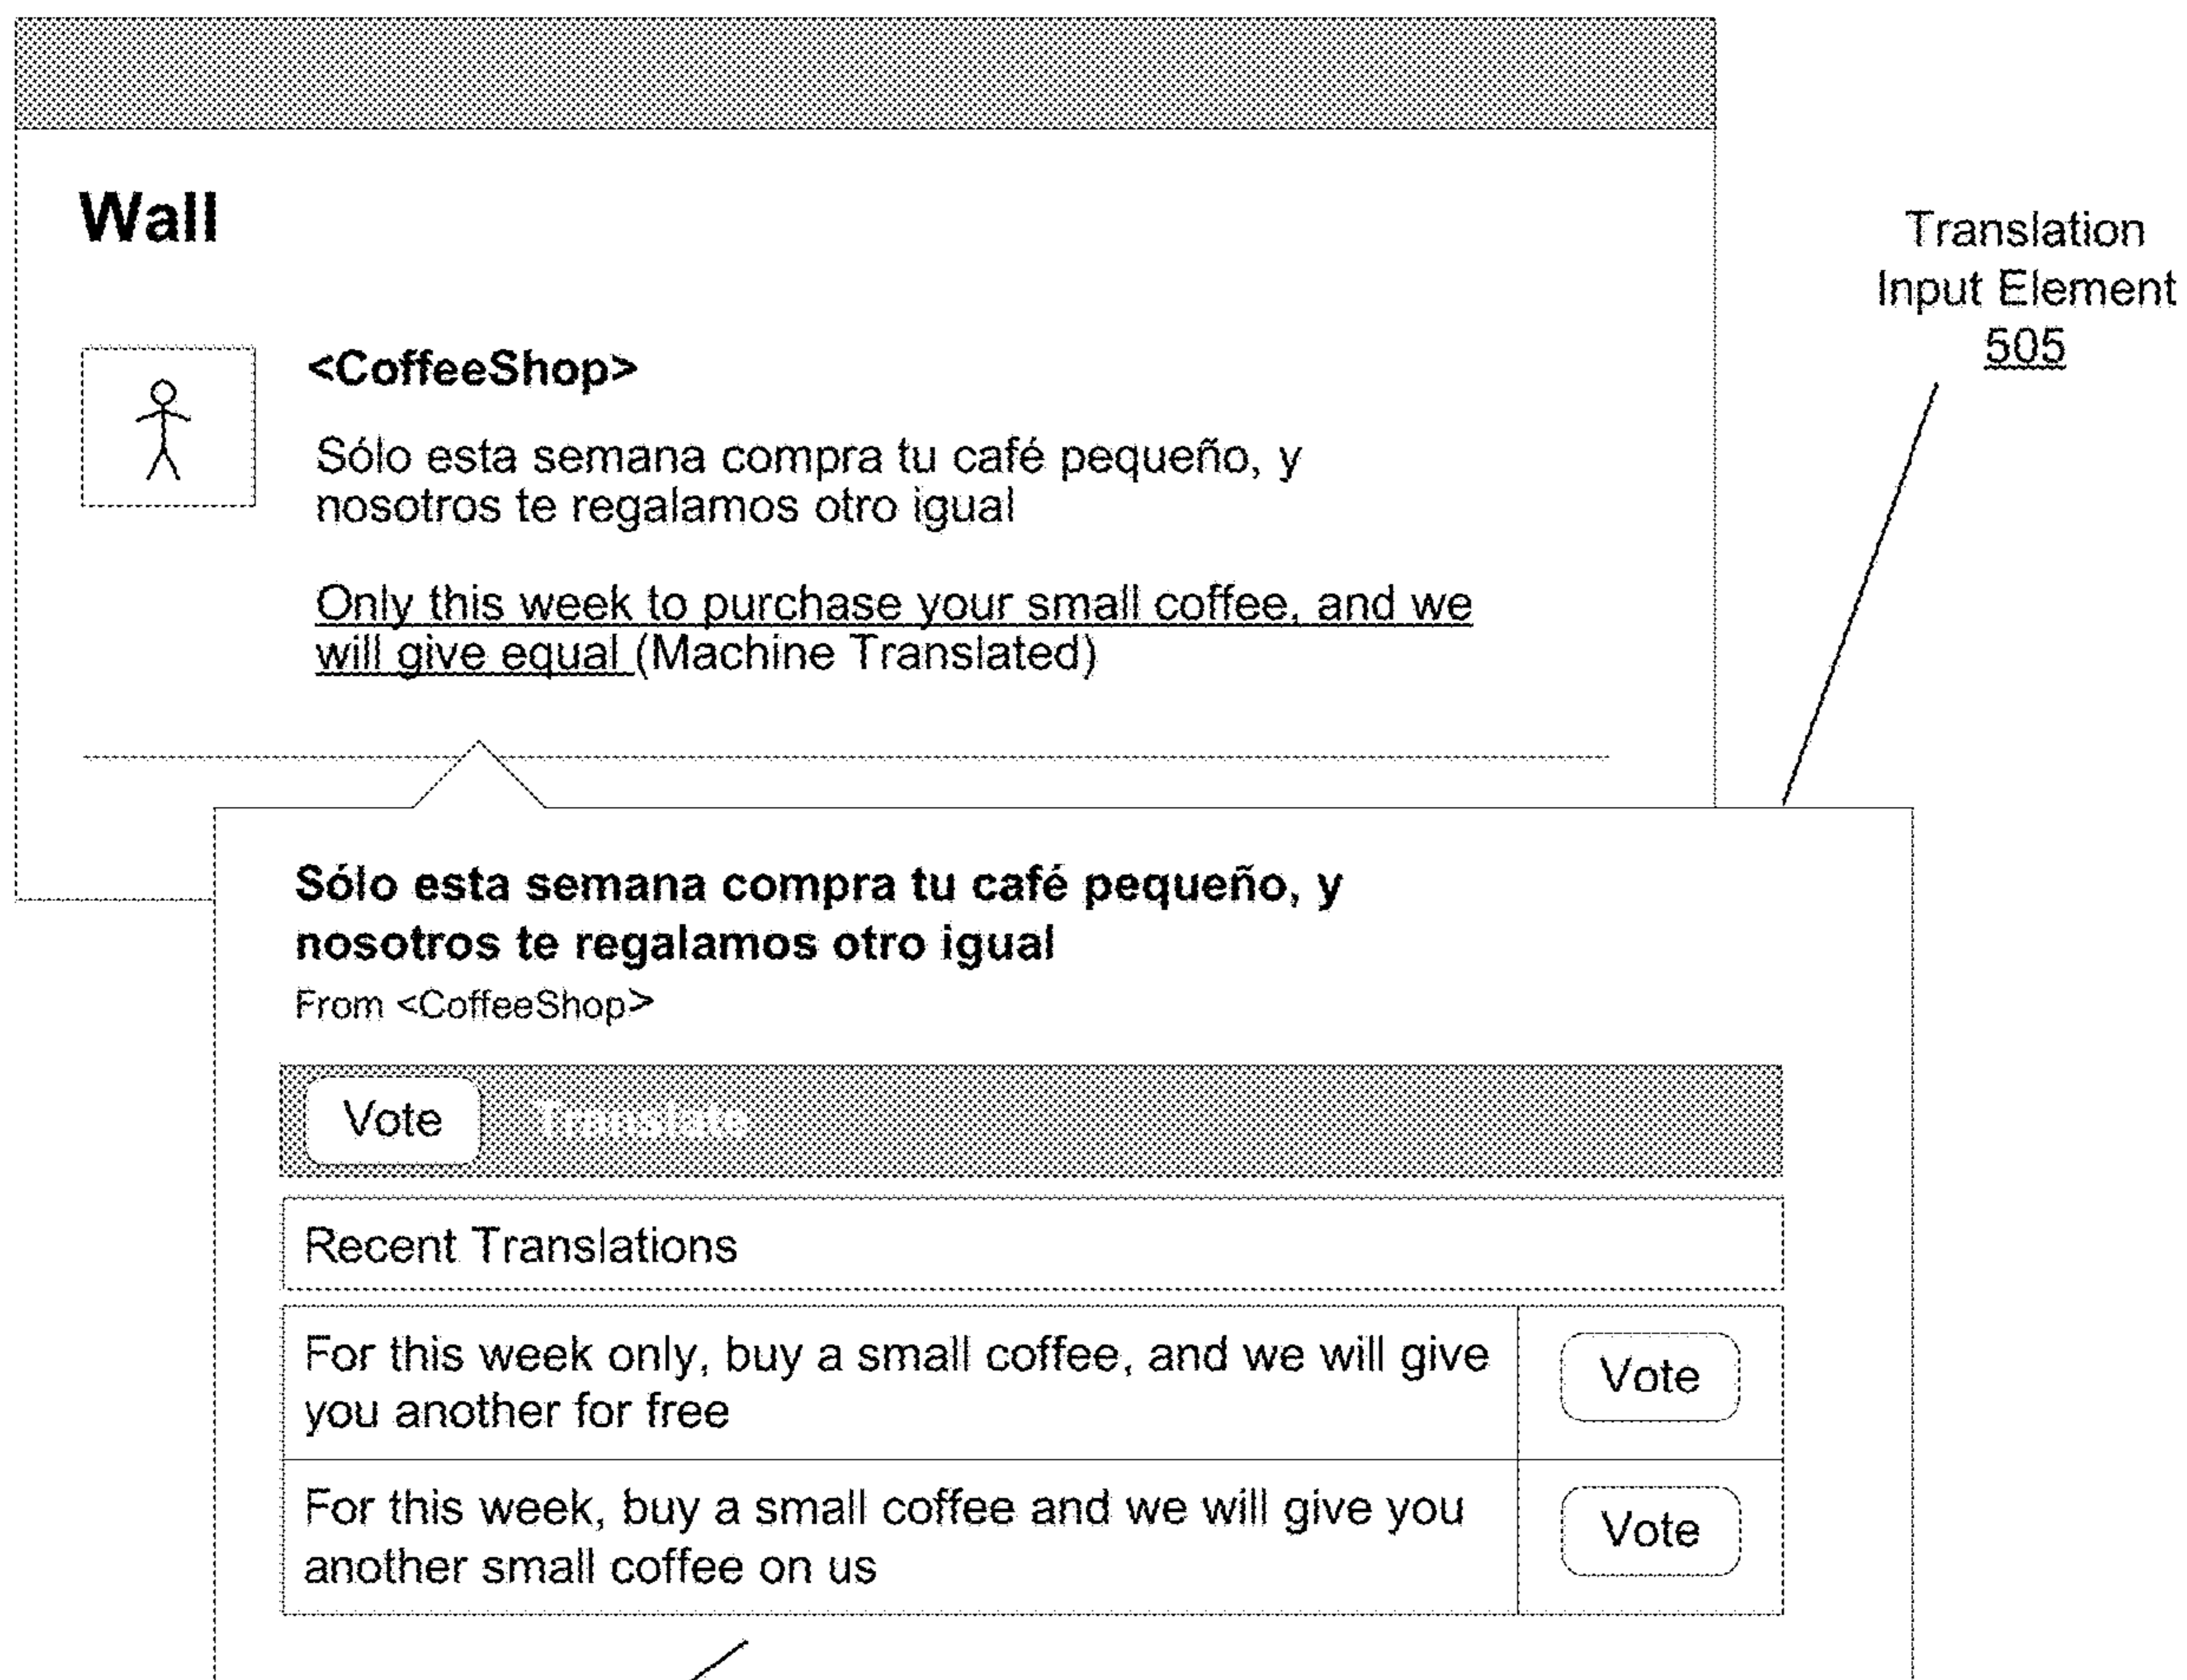 Wall
Translation
Input Element
505
<CoffeeShop>
Sólo esta semana compra tu café pequeño, y
nosotros te regalamos otro igual
Only this week to purchase your small coffee, and we
will give equal (Machine Translated)
Sólo esta semana compra tu café pequeño, y
nosotros te regalamos otro igual
From <CoffeeShop>
Vote Translate
Recent Translations
For this week only, buy a small coffee, and we will give
you another for free
Vote
For this week, buy a small coffee and we will give you
another small coffee on us
Vote